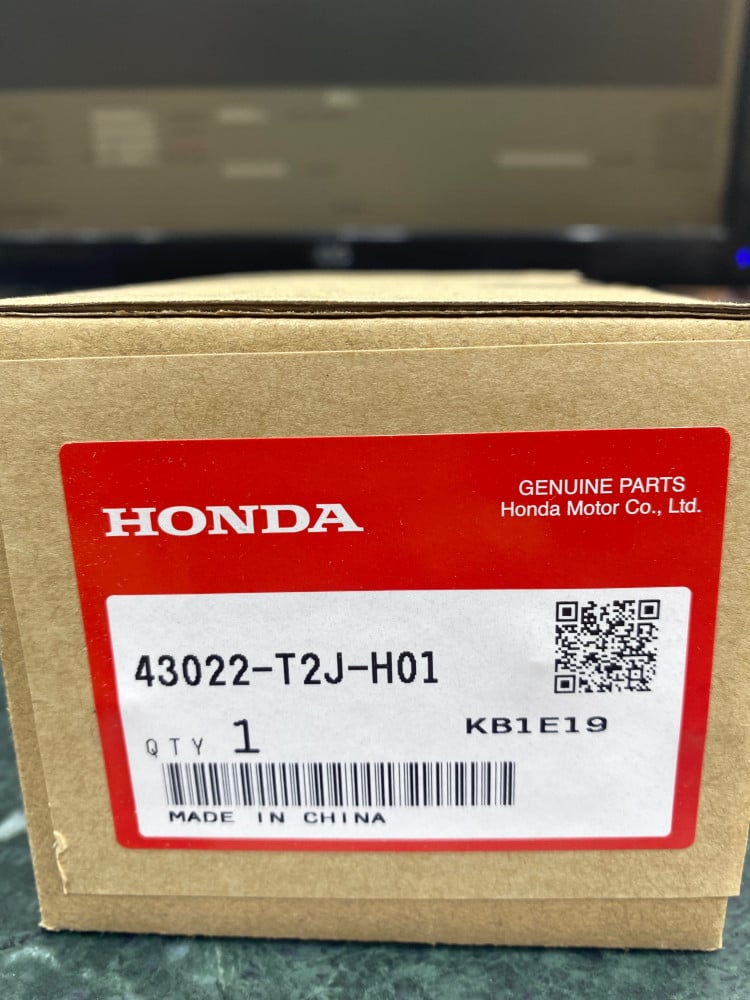 HONDA
GENUINE PARTS
Honda Motor Co., Ltd.
43022-T2J-H01
QTY 1
KB1E19
MADE IN CHINA